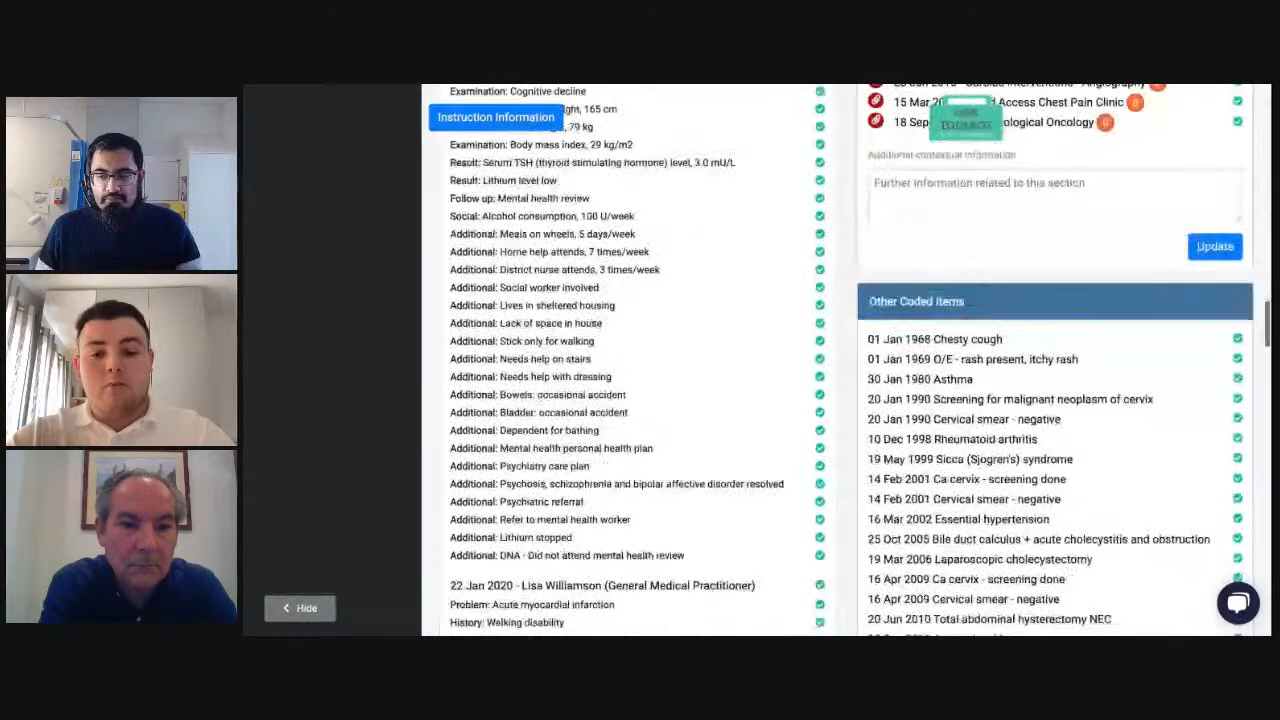 Examination: Cognitive decline
ght, 165 cm
Instruction Information
, 79 kg
Examination: Body mass index, 29 kg/m2
Result: Serum TSH (thyroid stimulating hormone) level, 3.0 mU/L
Result: Lithium level low
Follow up: Mental health review
Social: Alcohol consumption, 100 U/week
Additional: Meals on wheels, 5 days/week
Additional: Home help attends, 7 times/week
Additional: District nurse attends, 3 times/week
Additional: Social worker involved
Additional: Lives in sheltered housing
Additional: Lack of space in house
Additional: Stick only for walking
Additional: Needs help on stairs
Additional: Needs help with dressing
Additional: Bowels: occasional accident
Additional: Bladder: occasional accident
Additional: Dependent for bathing
Additional: Mental health personal health plan
Additional: Psychiatry care plan
Additional: Psychosis, schizophrenia and bipolar affective disorder resolved
Additional: Psychiatric referral
Additional: Refer to mental health worker
Additional: Lithium stopped
Additional: DNA - Did not attend mental health review
22 Jan 2020 - Lisa Williamson (General Medical Practitioner)
Problem: Acute myocardial infarction
History: Walking disability
Hide
15 Mar 20 d Access Chest Pain Clinic
18 Sep ological Oncology
Additional contextual information
Further information related to this section
Update
Other Coded Items
01 Jan 1968 Chesty cough
01 Jan 1969 O/E - rash present, itchy rash
30 Jan 1980 Asthma
20 Jan 1990 Screening for malignant neoplasm of cervix
20 Jan 1990 Cervical smear - negative
10 Dec 1998 Rheumatoid arthritis
19 May 1999 Sicca (Sjogren's) syndrome
14 Feb 2001 Ca cervix - screening done
14 Feb 2001 Cervical smear - negative
16 Mar 2002 Essential hypertension
25 Oct 2005 Bile duct calculus + acute cholecystitis and obstruction
19 Mar 2006 Laparoscopic cholecystectomy
16 Apr 2009 Ca cervix - screening done
16 Apr 2009 Cervical smear - negative
20 Jun 2010 Total abdominal hysterectomy NEC